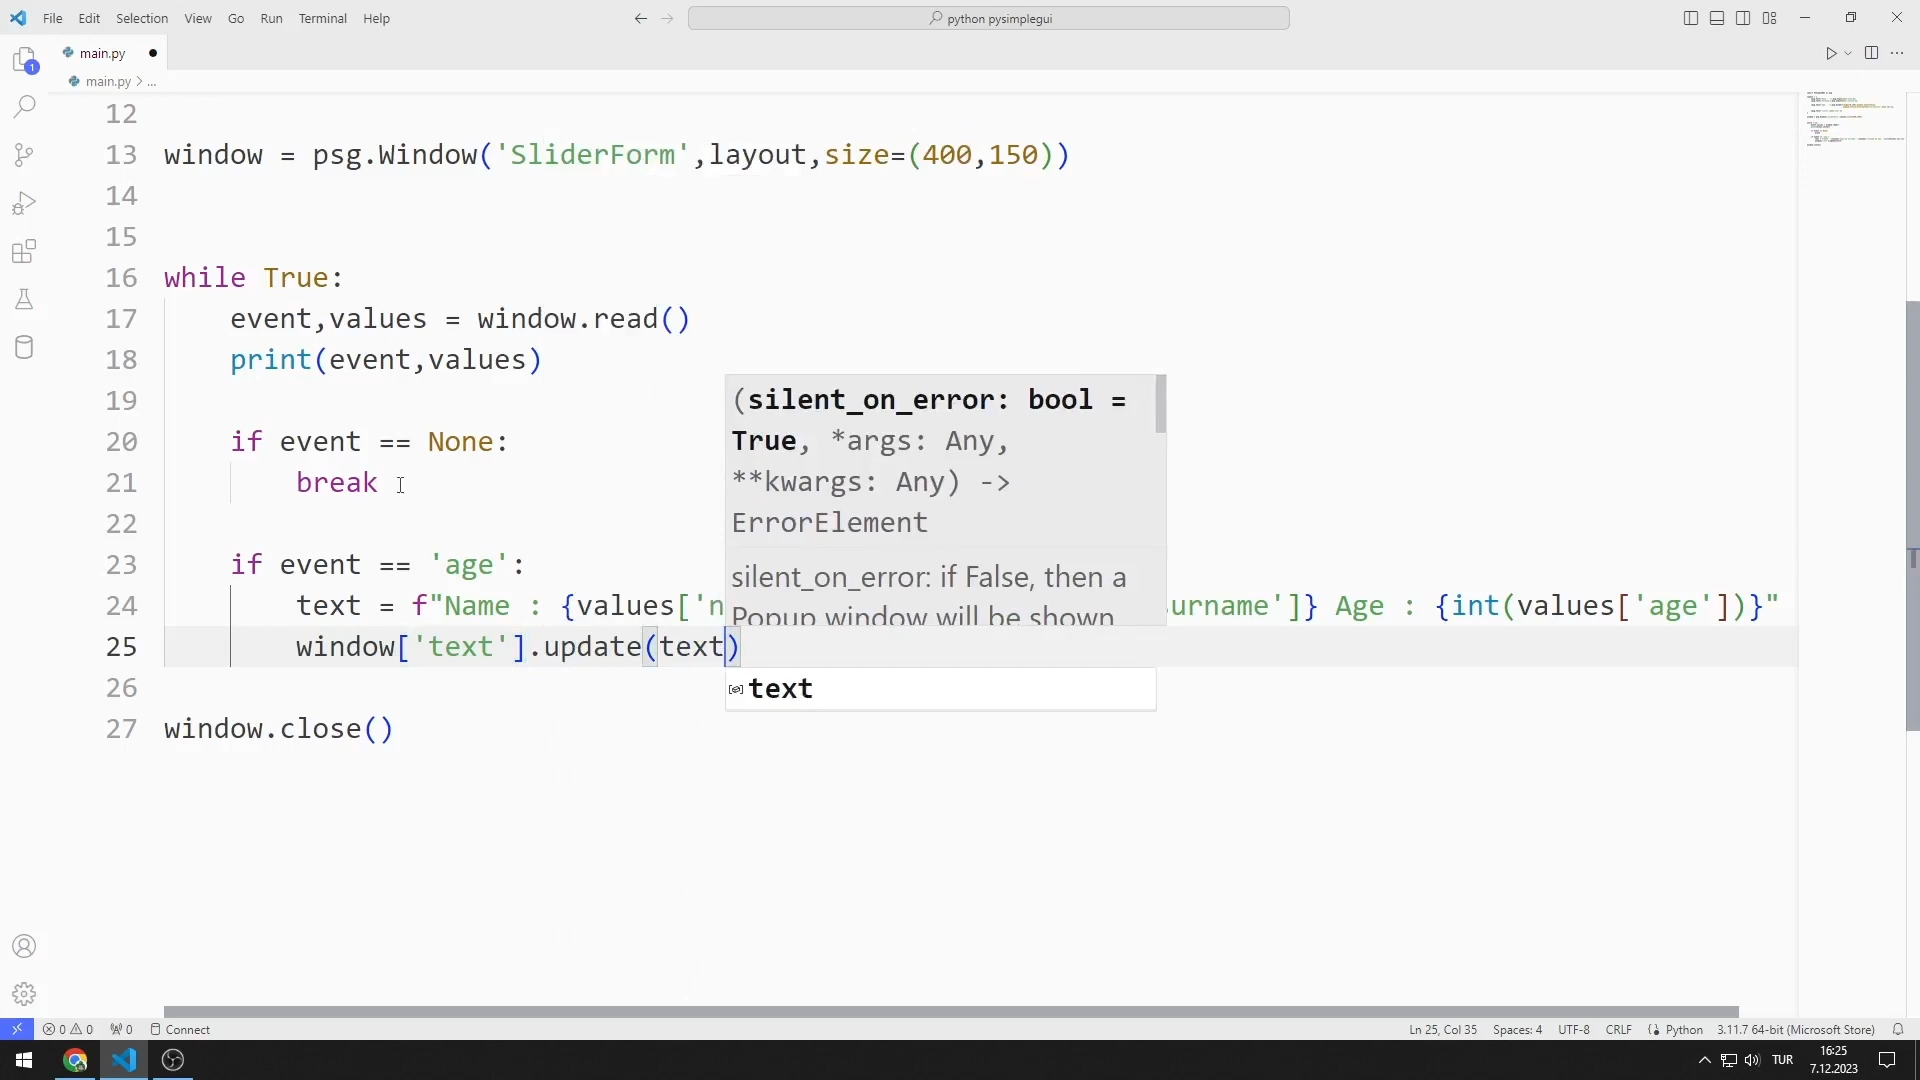 File Edit Selection View Go Run Terminal Help
python pysimplegui
main.py
main.py > ...
1
12
13 window = psg.Window('SliderForm',layout,size=(400,150))
14
15
16 while True:
17 event,values = window.read()
18 print(event,values)
19
20 if event == None:
21 break
22
23 if event == 'age':
24 text = f"Name : {values['n urname']} Age : {int(values['age'])}"
25 window['text'].update(text)
26
27 window.close()
(silent_on_error: bool =
True, *args: Any,
**kwargs: Any) ->
ErrorElement
silent_on_error: if False, then a
Popup window will be shown
text
0 0 0 Connect
Ln 25, Col 35 Spaces: 4 UTF-8 CRLF Python 3.11.7 64-bit (Microsoft Store)
TUR
16:25
7.12.2023